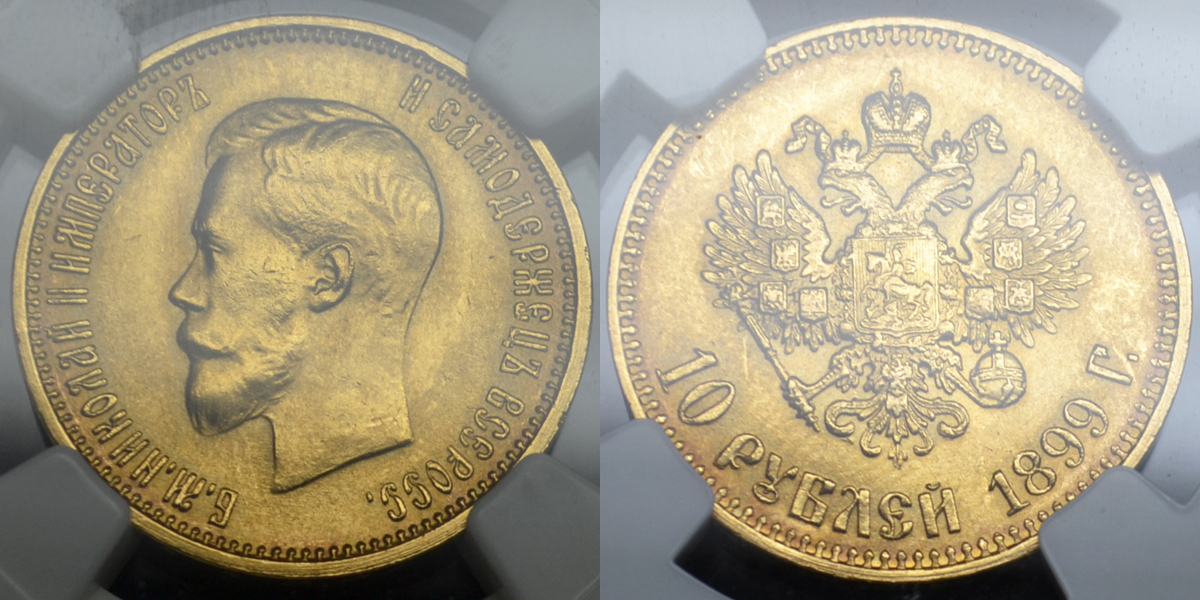 Б.М.НИКОЛАЙ II ИМПЕРАТОРЪ
И САМОДЕРЖЕЦЪ ВСЕРОСС.
10 РУБЛЕЙ 1899 Г.